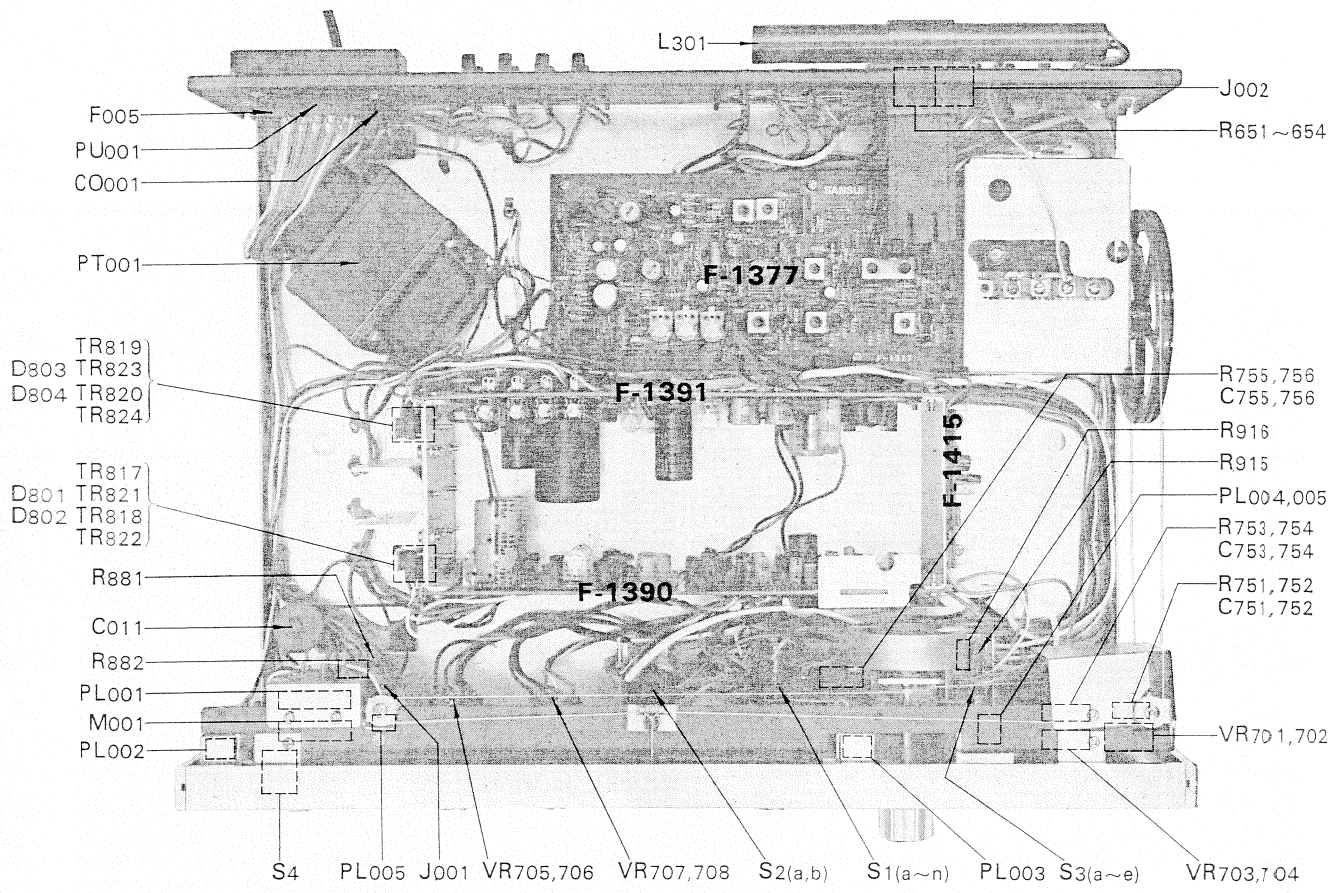 L301
F005
PU001
CO001
PT001
J002
R651~654
SANSUI
F-1377
TR819
D803 TR823
D804 TR820
TR824
TR817
D801 TR821
D802 TR818
TR822
F-1391
F-1415
F-1390
R755,756
C755,756
R916
R915
PL004,005
R753,754
C753,754
R751,752
C751,752
R881
C011
R882
PL001
M001
PL002
VR701,702
S4 PL005 J001 VR705,706 VR707,708 S2(a,b) S1(a~n) PL003 S3(a~e) VR703,704